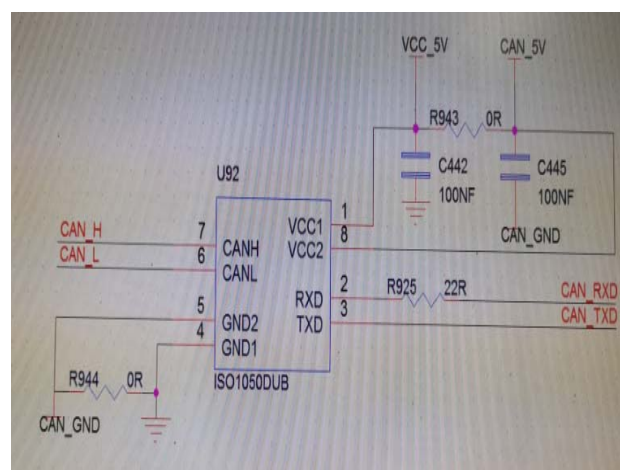 VCC_5V CAN_5V
R943 0R
C442 C445
100NF 100NF
CAN_GND
U92
CAN_H 7 CANH VCC1 1
CAN_L 6 CANL VCC2 8
RXD 2 R925 22R CAN_RXD
5 GND2 TXD 3 CAN_TXD
4 GND1
R944 0R
ISO1050DUB
CAN_GND